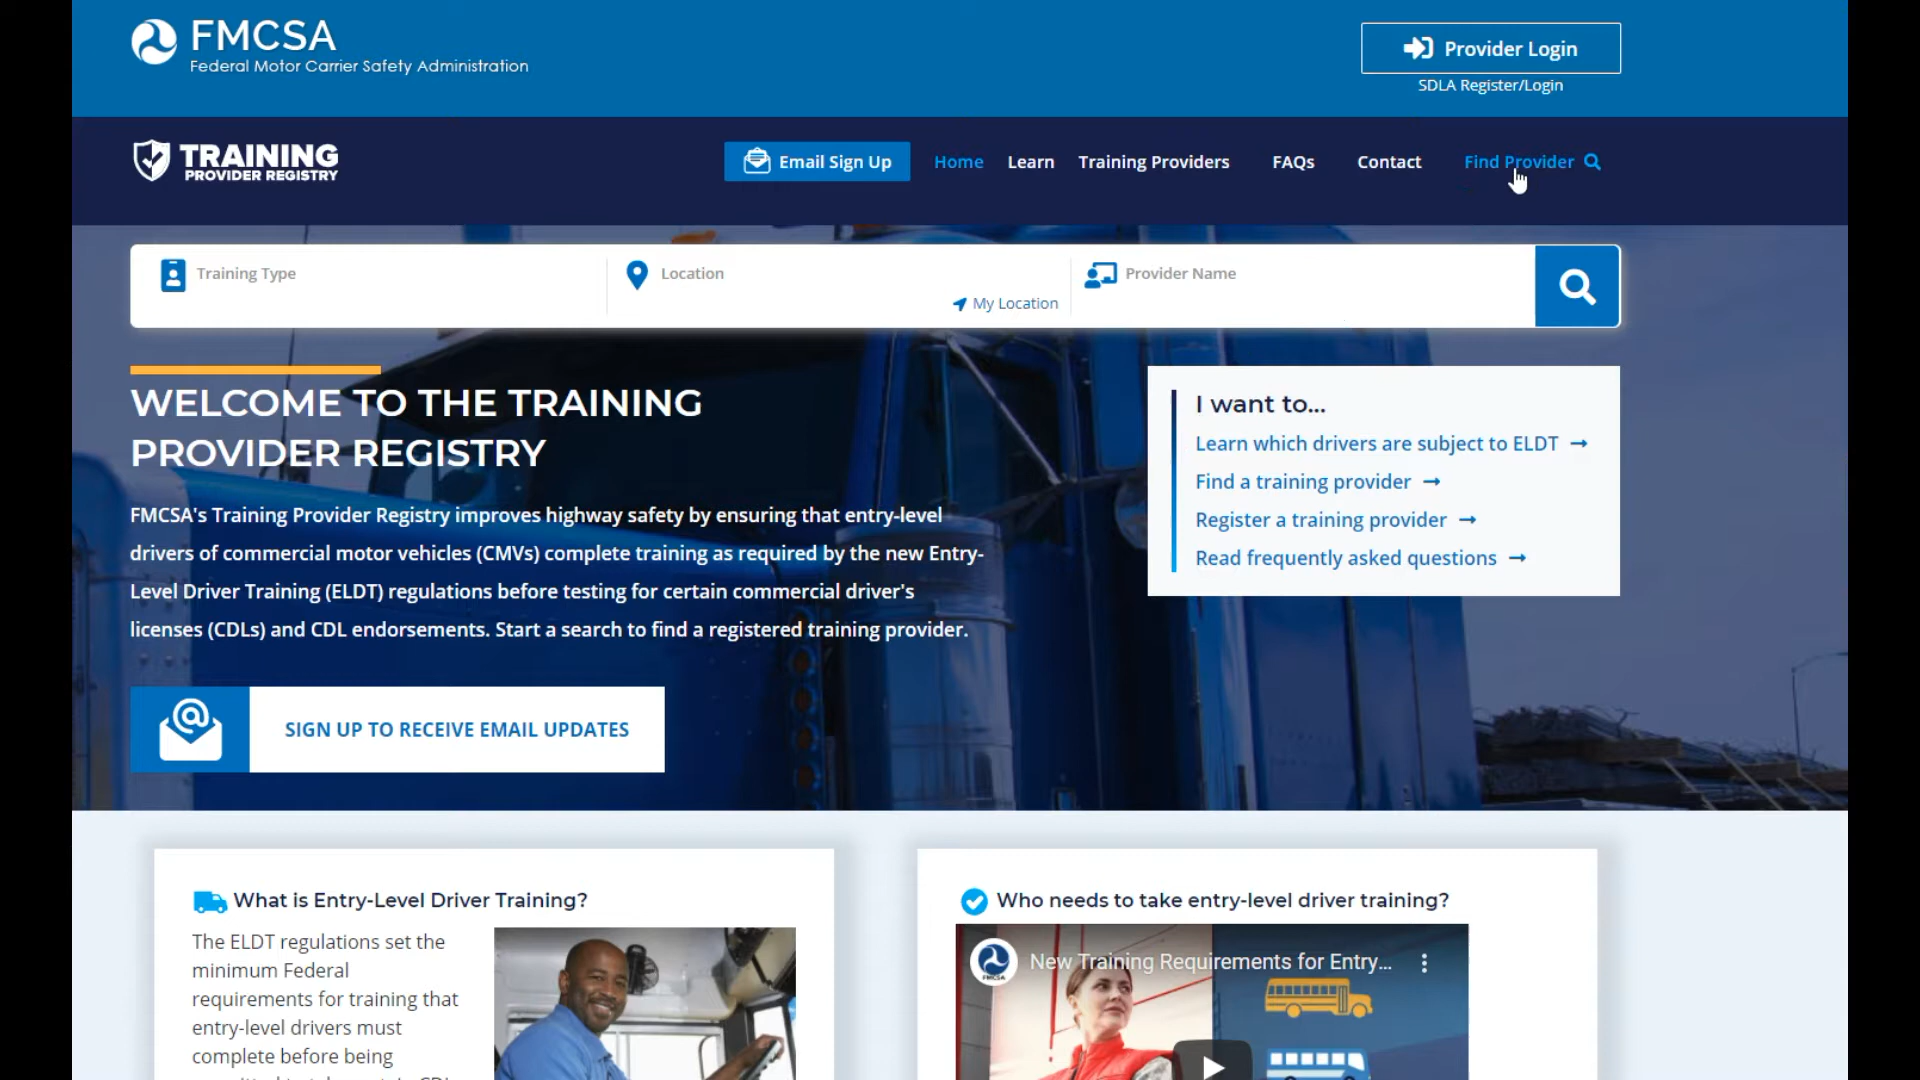 FMCSA
Federal Motor Carrier Safety Administration
Provider Login
SDLA Register/Login
TRAINING
PROVIDER REGISTRY
Email Sign Up
Home
Learn
Training Providers
FAQs
Contact
Find Provider
Training Type
Location
My Location
Provider Name
WELCOME TO THE TRAINING
PROVIDER REGISTRY
FMCSA's Training Provider Registry improves highway safety by ensuring that entry-level
drivers of commercial motor vehicles (CMVs) complete training as required by the new Entry-
Level Driver Training (ELDT) regulations before testing for certain commercial driver's
licenses (CDLs) and CDL endorsements. Start a search to find a registered training provider.
I want to...
Learn which drivers are subject to ELDT
Find a training provider
Register a training provider
Read frequently asked questions
SIGN UP TO RECEIVE EMAIL UPDATES
What is Entry-Level Driver Training?
The ELDT regulations set the
minimum Federal
requirements for training that
entry-level drivers must
complete before being
Who needs to take entry-level driver training?
FMCSA
New Training Requirements for Entry...